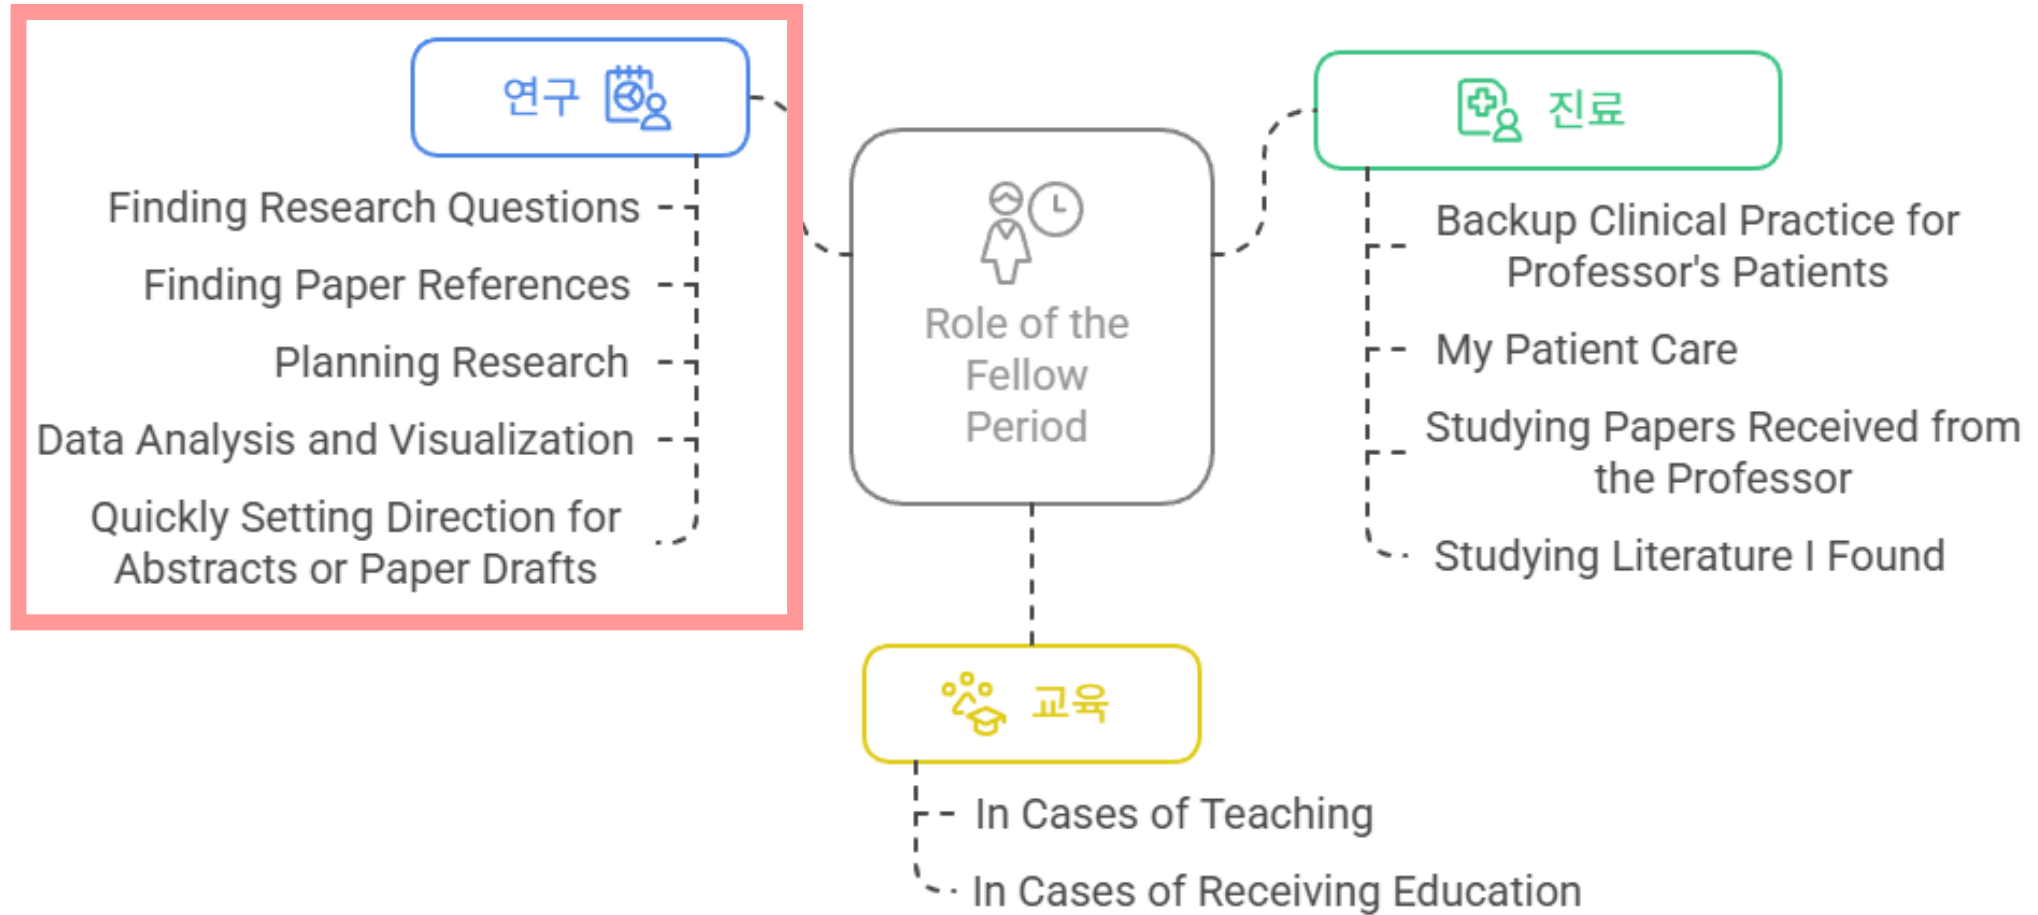 연구
Finding Research Questions
Finding Paper References
Planning Research
Data Analysis and Visualization
Quickly Setting Direction for
Abstracts or Paper Drafts
Role of the
Fellow
Period
진료
Backup Clinical Practice for
Professor's Patients
My Patient Care
Studying Papers Received from
the Professor
Studying Literature I Found
교육
In Cases of Teaching
In Cases of Receiving Education